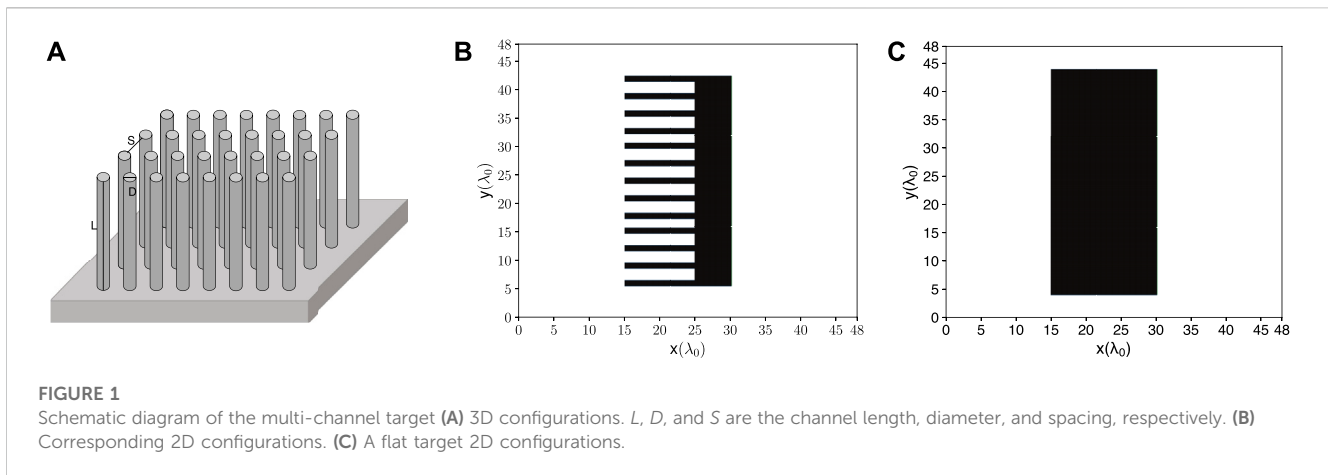 A
S
D
L
B
48
45
40
35
30
25
20
15
10
5
0
y(λ₀)
0 5 10 15 20 25 30 35 40 45 48
x(λ₀)
C
48
45
40
35
30
25
20
15
10
5
0
y(λ₀)
0 5 10 15 20 25 30 35 40 45 48
x(λ₀)
FIGURE 1
Schematic diagram of the multi-channel target (A) 3D configurations. L, D, and S are the channel length, diameter, and spacing, respectively. (B)
Corresponding 2D configurations. (C) A flat target 2D configurations.